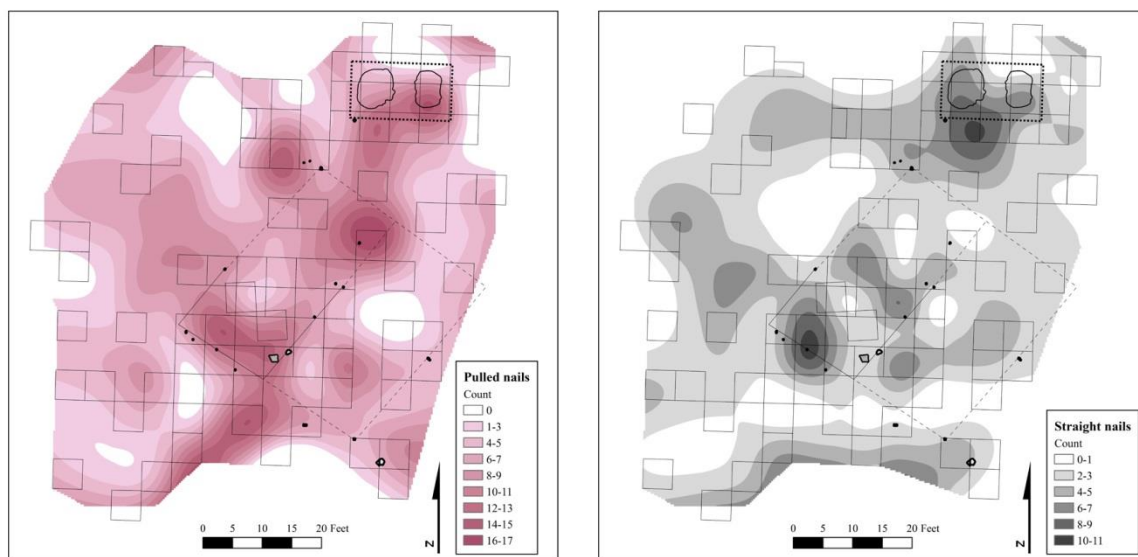 Pulled nails
Count
0
1-3
4-5
6-7
8-9
10-11
12-13
14-15
16-17
0 5 10 15 20 Feet
N
Straight nails
Count
0-1
2-3
4-5
6-7
8-9
10-11
0 5 10 15 20 Feet
N